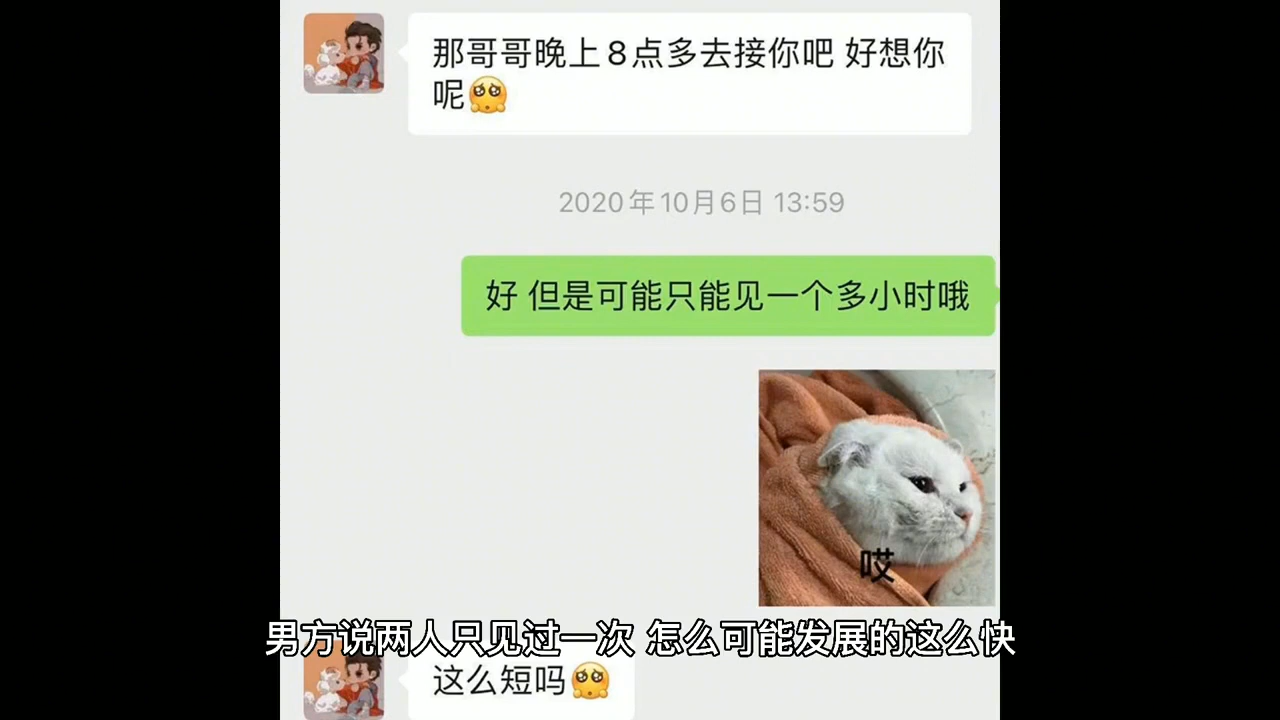 那哥哥晚上8点多去接你吧 好想你
呢🥺
2020年10月6日 13:59
好 但是可能只能见一个多小时哦
哎
男方说两人只见过一次 怎么可能发展的这么快
这么短吗🥺